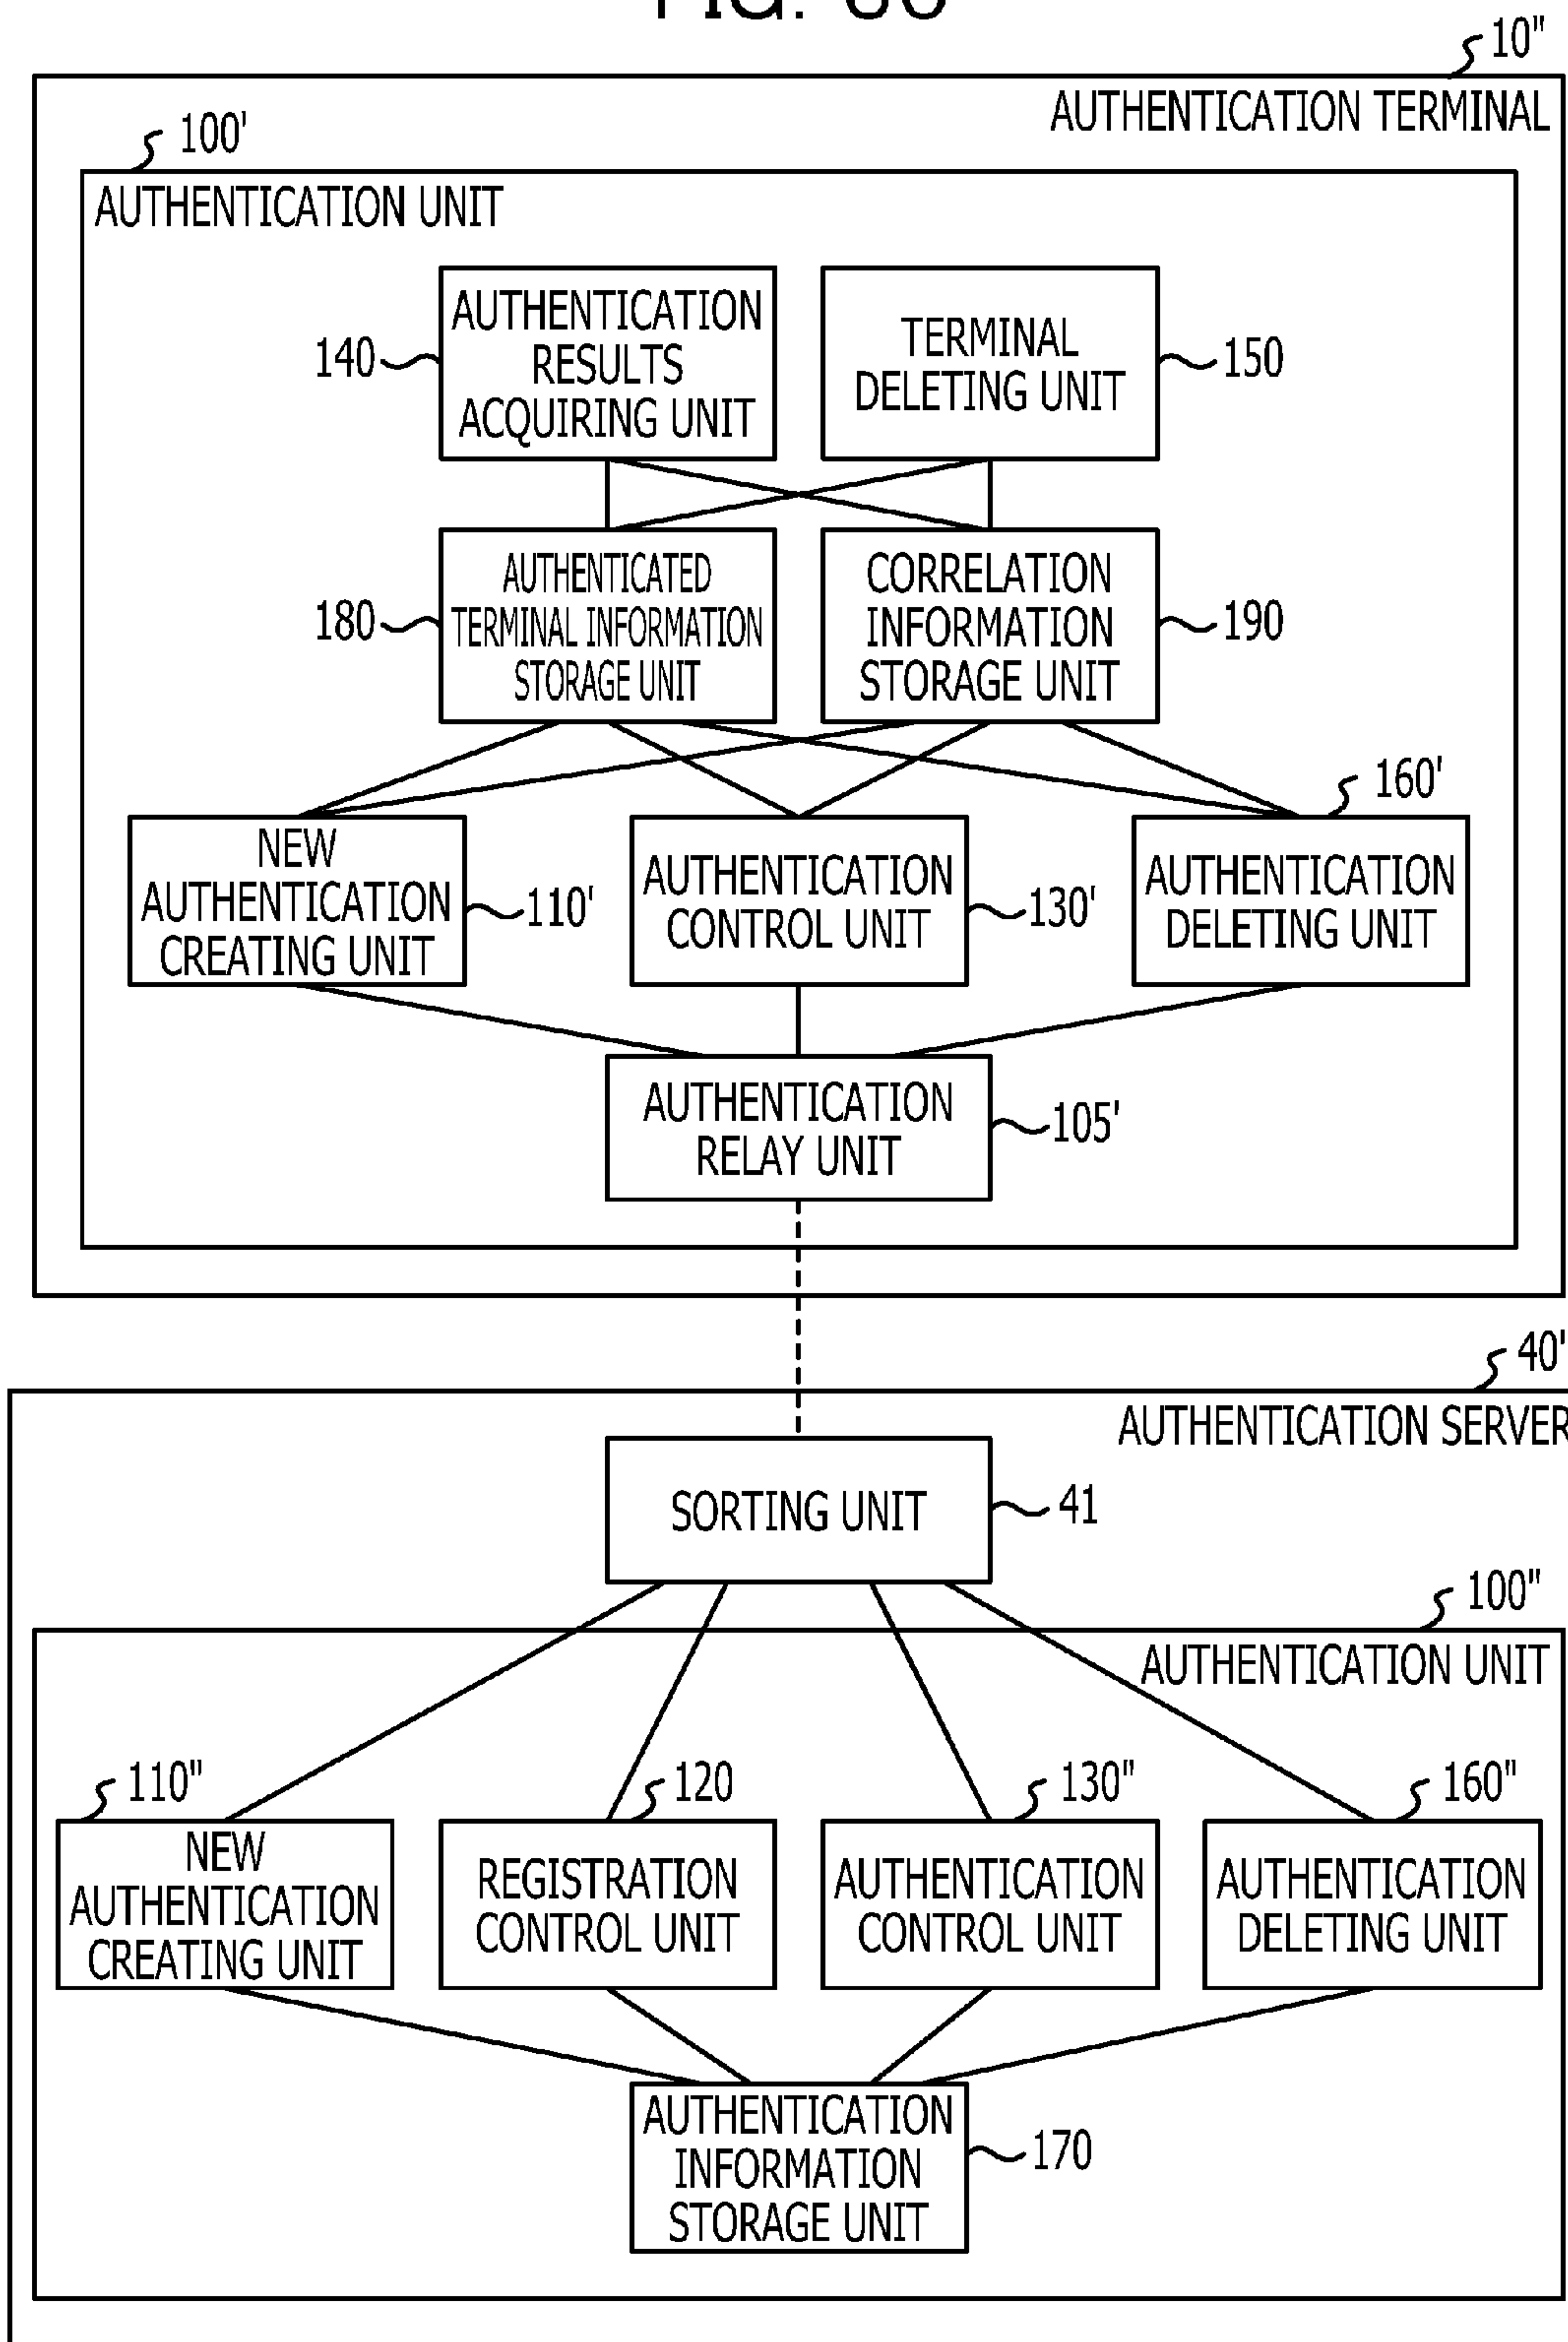 FIG.
10"
AUTHENTICATION TERMINAL
100'
AUTHENTICATION UNIT
AUTHENTICATION
RESULTS
ACQUIRING UNIT
140
TERMINAL
DELETING UNIT
150
AUTHENTICATED
TERMINAL INFORMATION
STORAGE UNIT
180
CORRELATION
INFORMATION
STORAGE UNIT
190
NEW
AUTHENTICATION
CREATING UNIT
110'
AUTHENTICATION
CONTROL UNIT
130'
160'
AUTHENTICATION
DELETING UNIT
AUTHENTICATION
RELAY UNIT
105'
40'
AUTHENTICATION SERVER
SORTING UNIT
41
100"
AUTHENTICATION UNIT
110"
NEW
AUTHENTICATION
CREATING UNIT
120
REGISTRATION
CONTROL UNIT
130"
AUTHENTICATION
CONTROL UNIT
160"
AUTHENTICATION
DELETING UNIT
AUTHENTICATION
INFORMATION
STORAGE UNIT
170